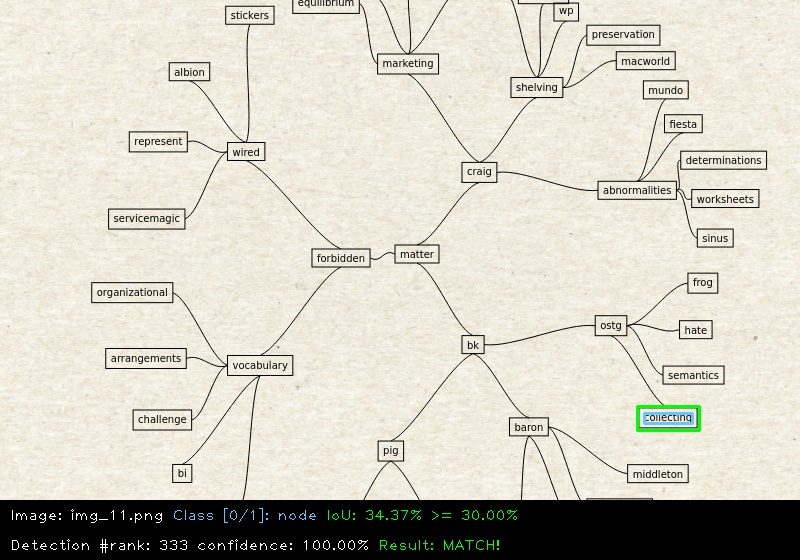 equilibrium
stickers
wp
preservation
marketing
macworld
albion
shelving
mundo
fiesta
represent
wired
determinations
craig
abnormalities
worksheets
servicemagic
sinus
forbidden
matter
organizational
frog
ostg
hate
bk
arrangements
vocabulary
semantics
challenge
collecting
baron
pig
bi
middleton
Image: img_11.png Class [0/1]: node IoU: 34.37% >= 30.00%
Detection #rank: 333 confidence: 100.00% Result: MATCH!